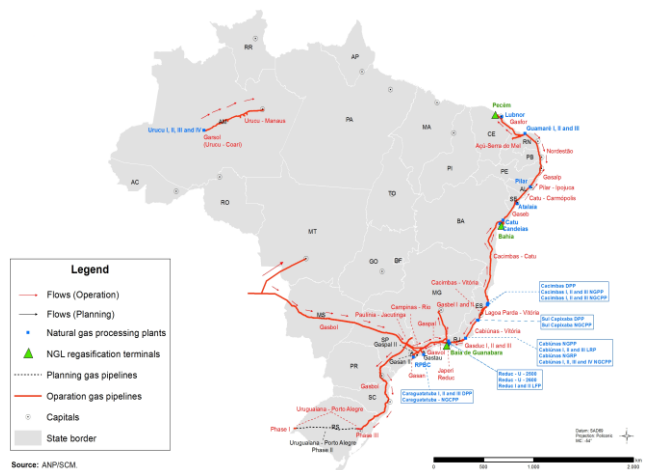 RR
AP
Urucu - Manaus
AM
Urucu I, II, III and IV
Garsol
(Urucu - Coari)
PA
MA
Pecém
Lubnor
Gasfor
CE
Guamaré I, II and III
RN
Açú-Serra do Mel
PB
Nordestão
PI
PE
Gasalp
Pilar
AL
Pilar - Ipojuca
SE
Catu - Carmópolis
Atalaia
Gaseb
AC
RO
TO
BA
Catu
Candeias
Bahia
MT
Cacimbas - Catu
GO
BF
Cacimbas - Vitória
MG
Gasbel I and II
ES
Cacimbas DPP
Cacimbas I, II and III NGPP
Cacimbas I, II and III NGCPP
Lagoa Parda - Vitória
Sul Capixaba DPP
Sul Capixaba NGCPP
MS
Gasbol
Campinas - Rio
Paulínia - Jacutinga
Gaspal
Cabiúnas - Vitória
SP
Gaspal II
RJ
Gasduc I, II and III
Cabiúnas NGPP
Cabiúnas I, II and III LRP
Cabiúnas NGRP
Cabiúnas I, II, III and IV NGCPP
Gasvol
Gastau
Baía de Guanabara
Gasan II
RPBC
Gasan
Japeri
Reduc
Reduc - U - 2500
Reduc - U - 3600
Reduc I and II LFP
Caraguatatuba I, II and III DPP
Caraguatatuba - NGCPP
PR
Gasbol
SC
Uruguaiana - Porto Alegre
Phase I
RS
Phase III
Uruguaiana - Porto Alegre
Phase II
Legend
Flows (Operation)
Flows (Planning)
Natural gas processing plants
NGL regasification terminals
Planning gas pipelines
Oparation gas pipelines
Capitals
State border
Datum: SAD69
0
500
1.000
2.000
Source: ANP/SCM.